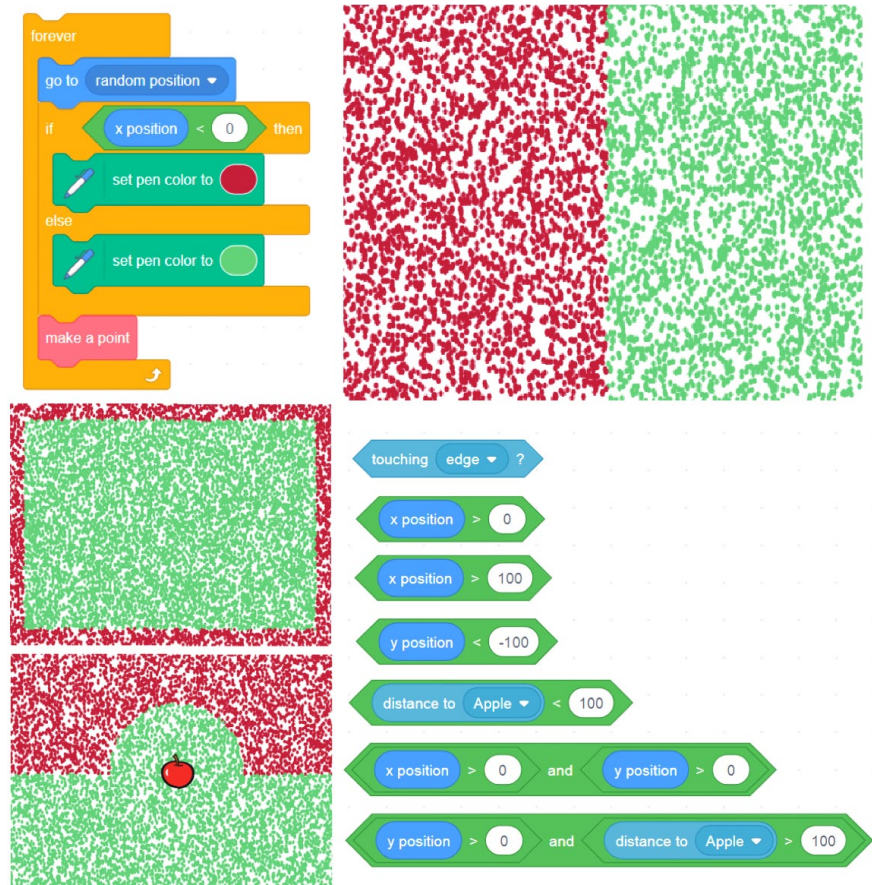 forever
go to random position
if x position < 0 then
set pen color to
else
set pen color to
make a point
touching edge ?
x position > 0
x position > 100
y position < -100
distance to Apple < 100
x position > 0 and y position > 0
y position > 0 and distance to Apple > 100